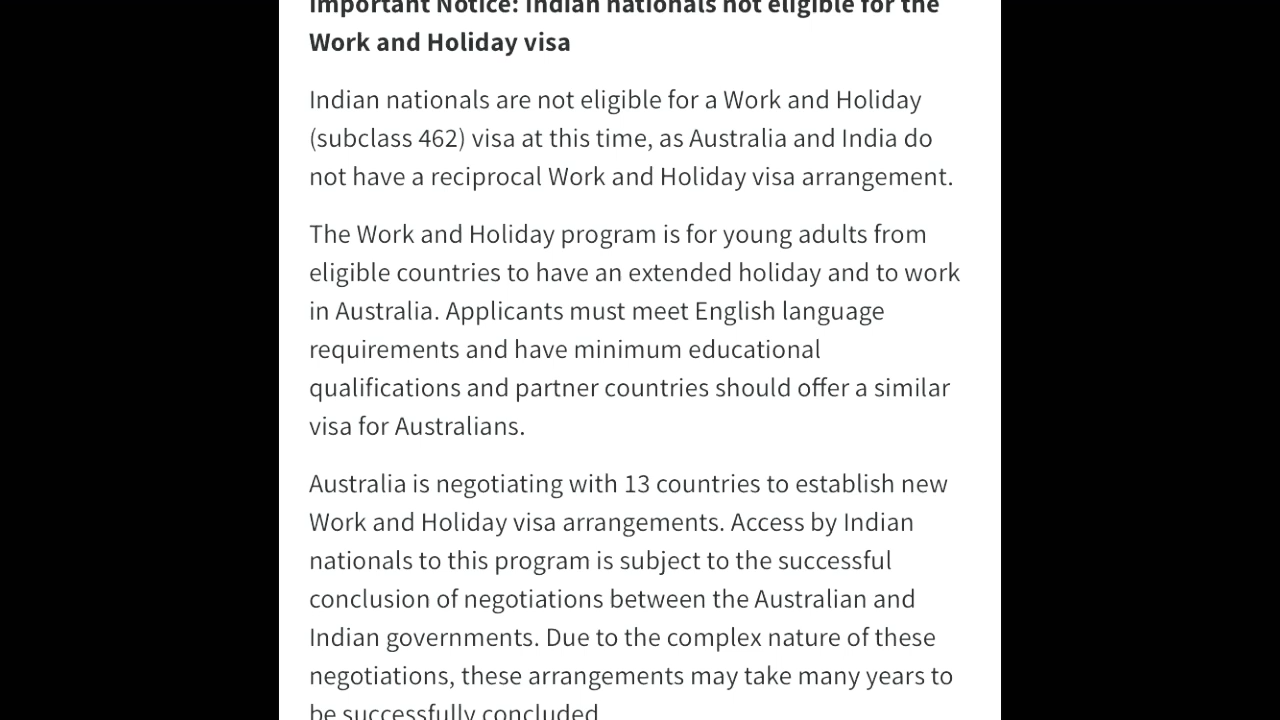 Important Notice: Indian nationals not eligible for the
Work and Holiday visa
Indian nationals are not eligible for a Work and Holiday
(subclass 462) visa at this time, as Australia and India do
not have a reciprocal Work and Holiday visa arrangement.
The Work and Holiday program is for young adults from
eligible countries to have an extended holiday and to work
in Australia. Applicants must meet English language
requirements and have minimum educational
qualifications and partner countries should offer a similar
visa for Australians.
Australia is negotiating with 13 countries to establish new
Work and Holiday visa arrangements. Access by Indian
nationals to this program is subject to the successful
conclusion of negotiations between the Australian and
Indian governments. Due to the complex nature of these
negotiations, these arrangements may take many years to
be successfully concluded